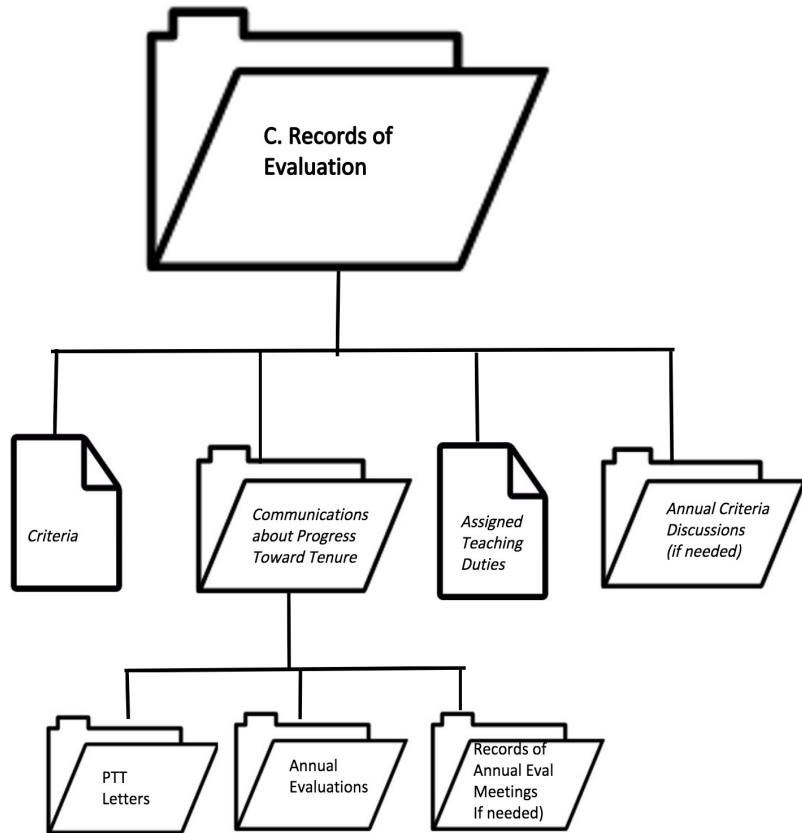 C. Records of
Evaluation
Criteria
Communications
about Progress
Toward Tenure
Assigned
Teaching
Duties
Annual Criteria
Discussions
(if needed)
PTT
Letters
Annual
Evaluations
Records of
Annual Eval
Meetings
If needed)